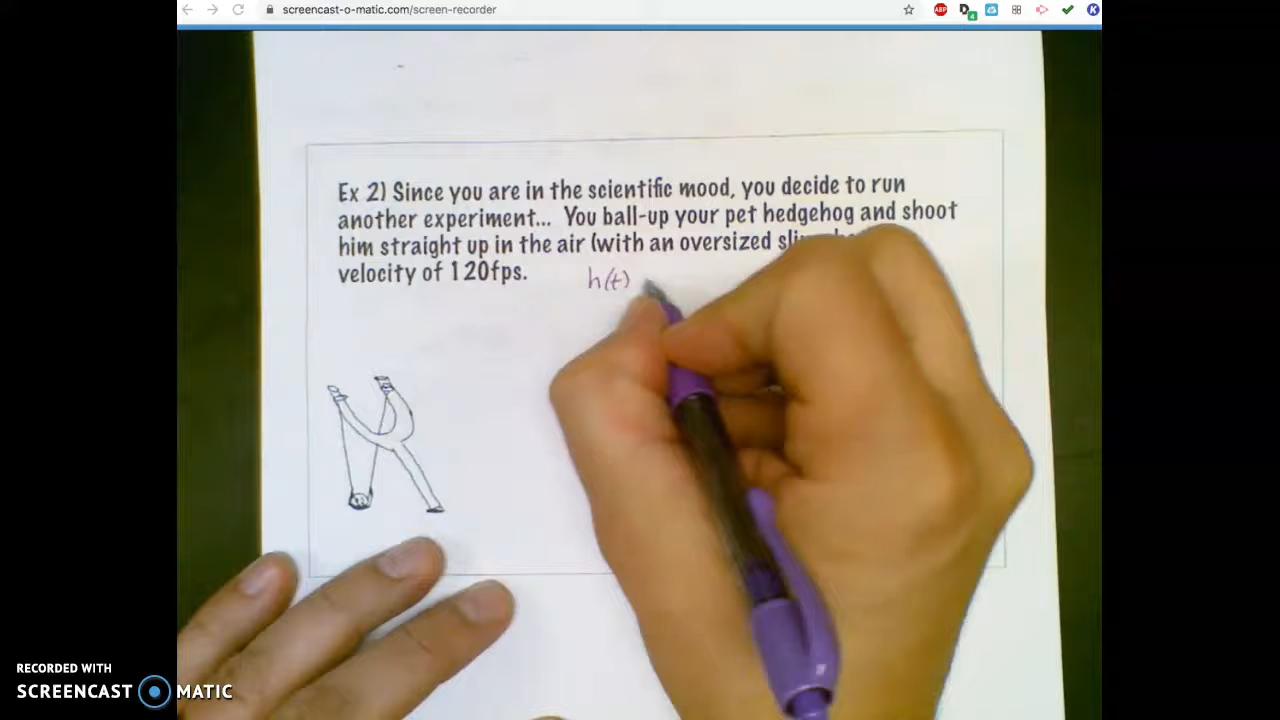 screencast-o-matic.com/screen-recorder
Ex 2) Since you are in the scientific mood, you decide to run
another experiment... You ball-up your pet hedgehog and shoot
him straight up in the air (with an oversized
velocity of 120fps.
h(t)
RECORDED WITH
SCREENCAST MATIC